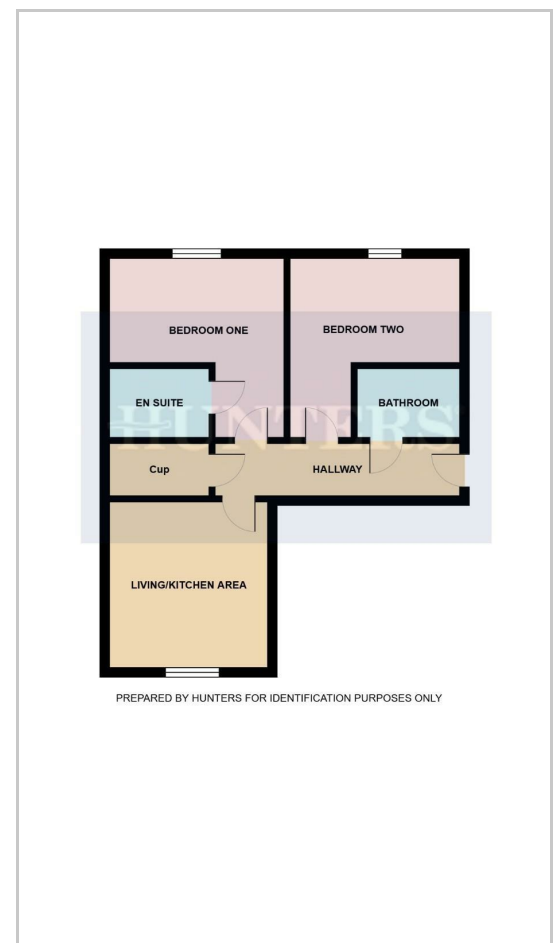 BEDROOM ONE
BEDROOM TWO
EN SUITE
BATHROOM
HUNTERS
Cup
HALLWAY
LIVING/KITCHEN AREA
PREPARED BY HUNTERS FOR IDENTIFICATION PURPOSES ONLY